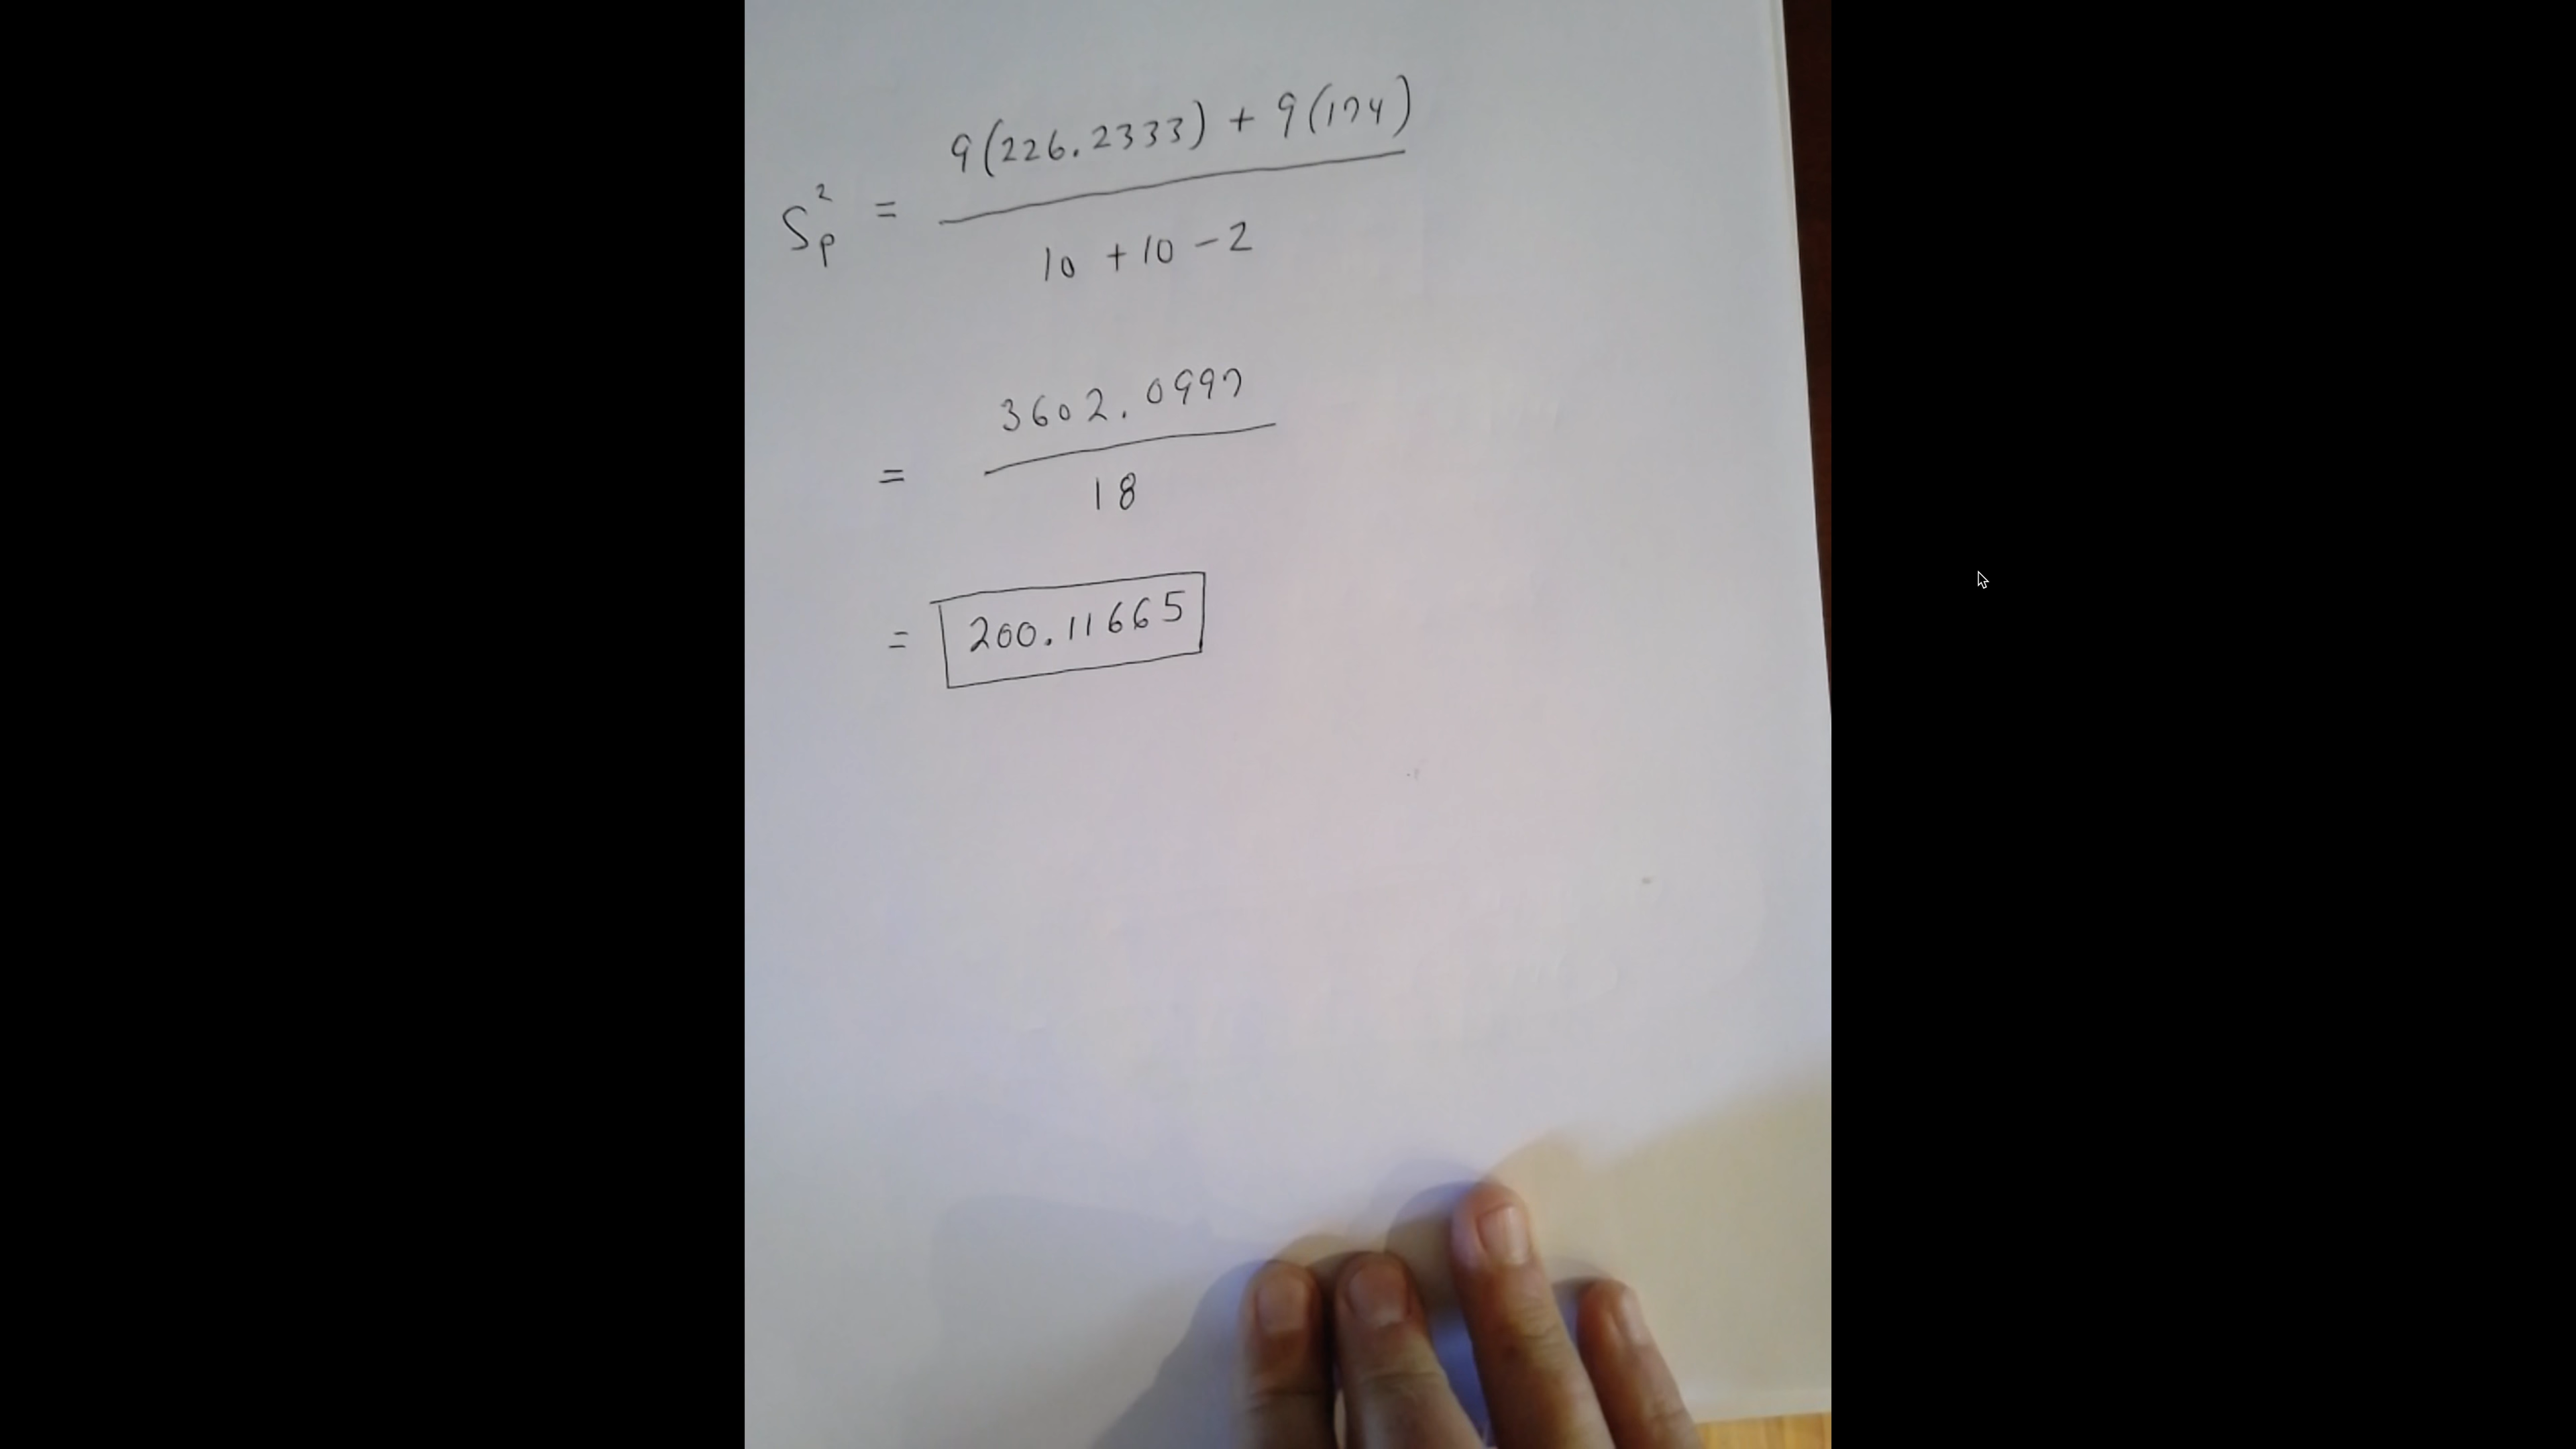 S_p^2 = 9(226.2333) + 9(174) / 10 + 10 - 2
= 3602.0997 / 18
= 200.11665